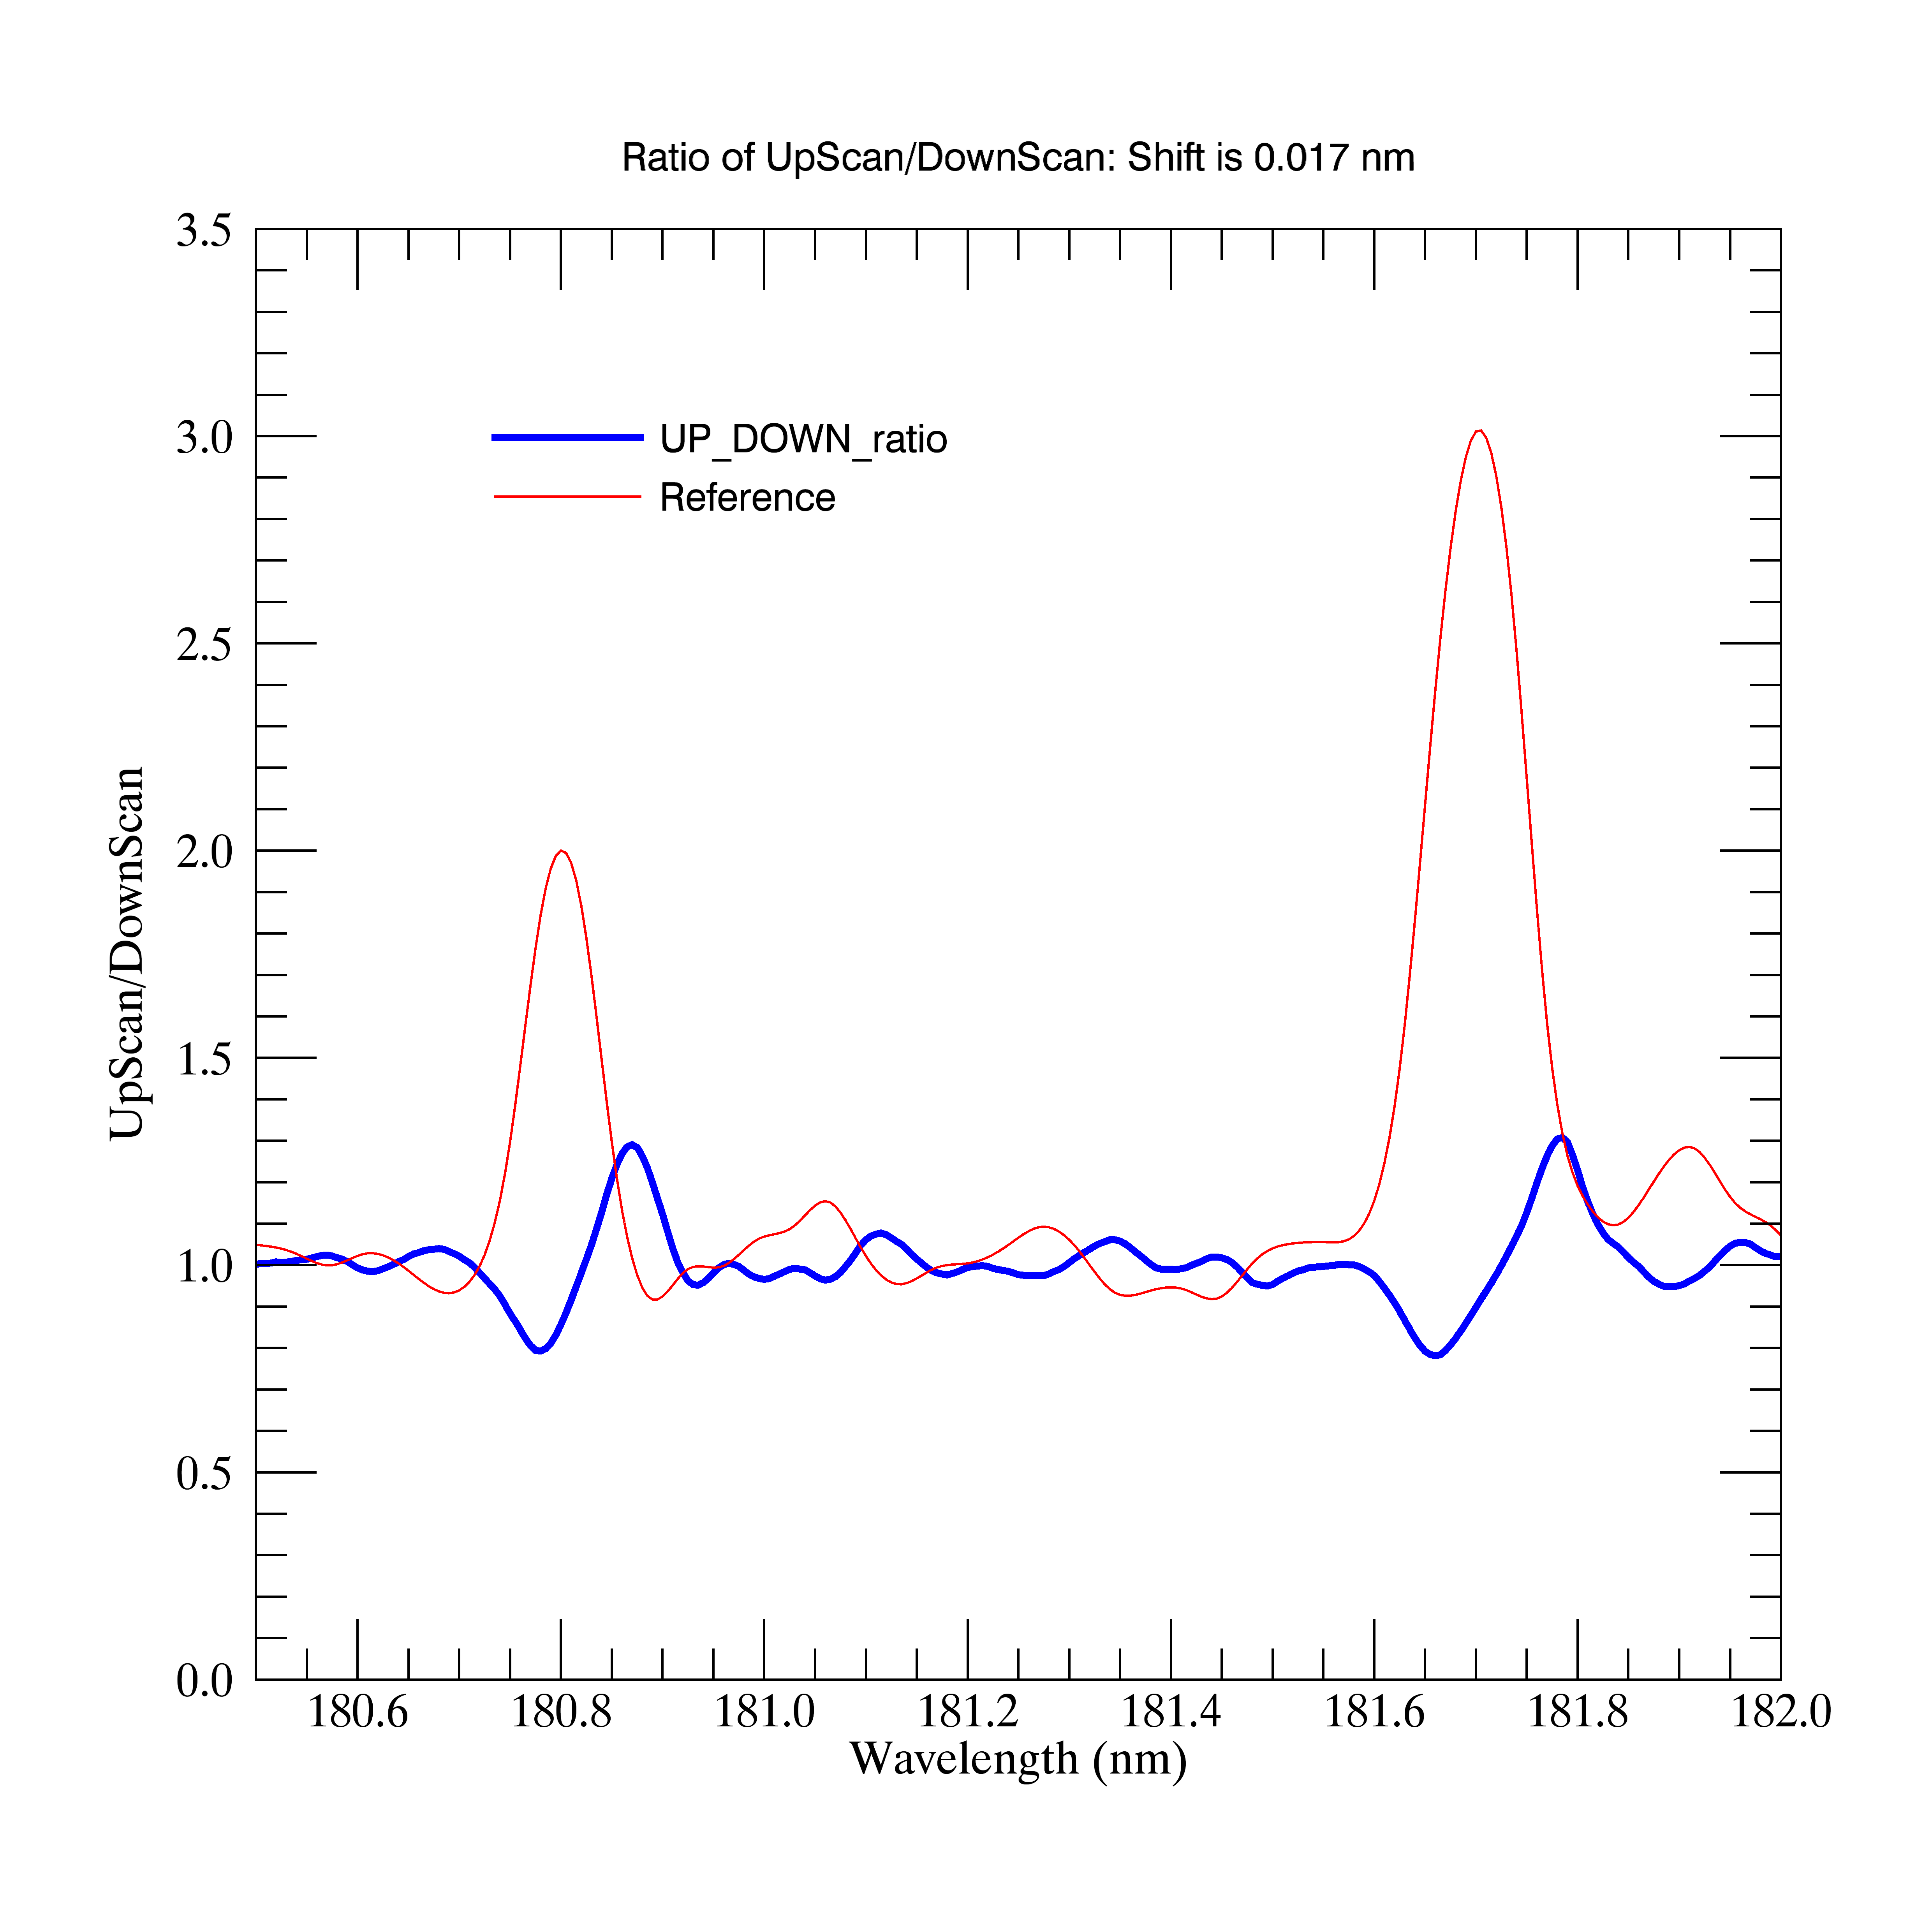 Ratio of UpScan/DownScan: Shift is 0.017 nm
3.5
3.0
2.5
2.0
1.5
1.0
0.5
0.0
UpScan/DownScan
UP_DOWN_ratio
Reference
180.6 180.8 181.0 181.2 181.4 181.6 181.8 182.0
Wavelength (nm)